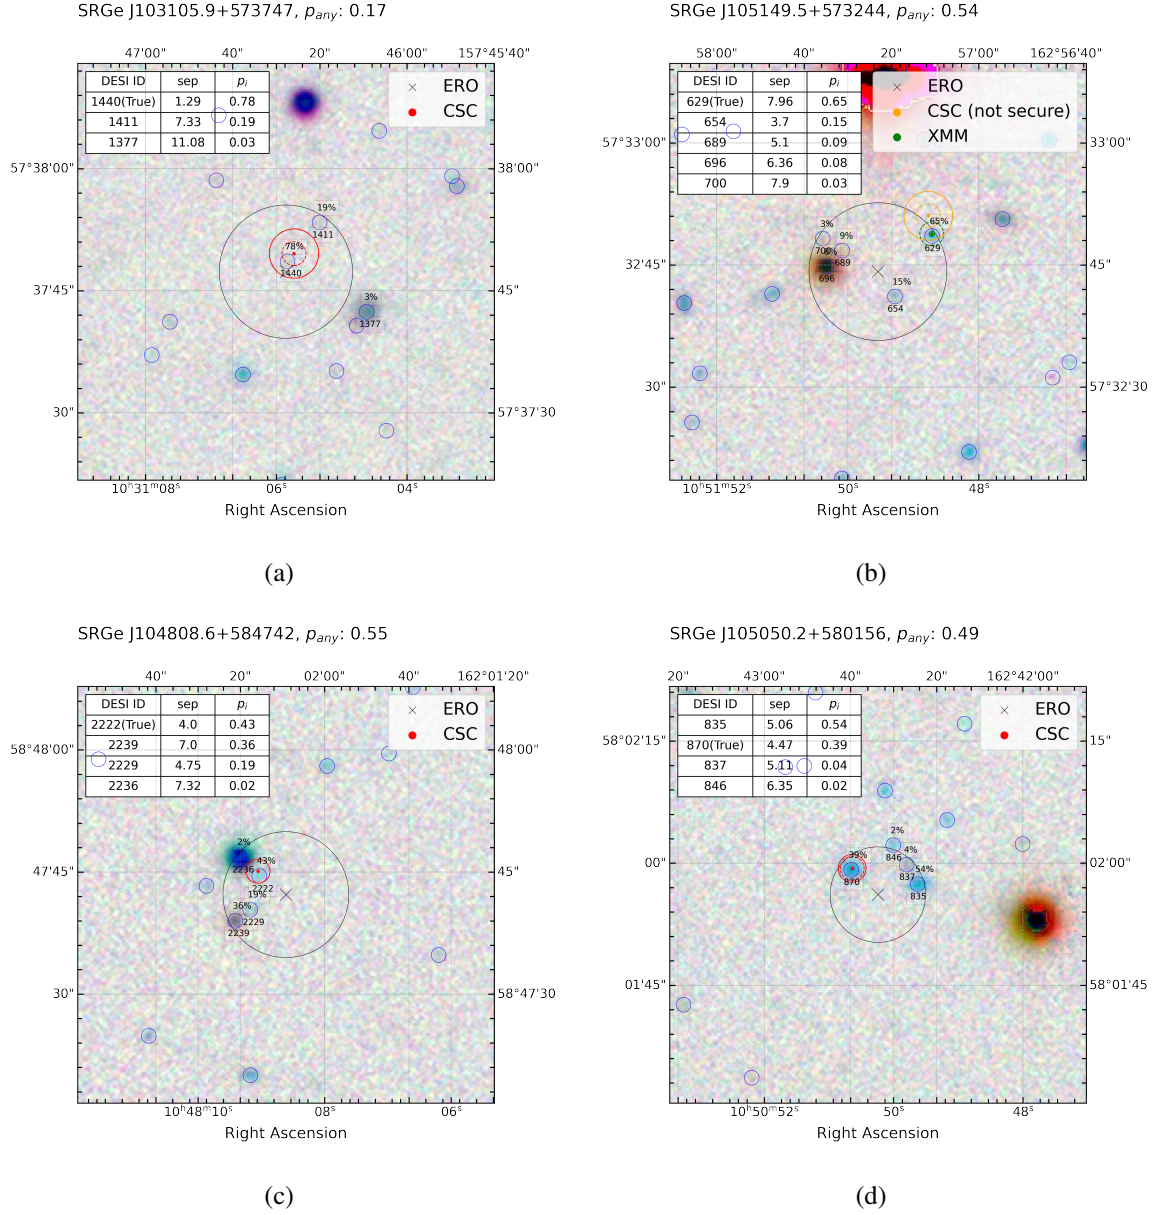 SRGe J103105.9+573747, p_any: 0.17
47'00" 40" 20" 46'00" 157°45'40"
DESI ID sep p_i
1440(True) 1.29 0.78
1411 7.33 0.19
1377 11.08 0.03
ERO
CSC
57°38'00" 38'00"
19%
1411
78%
1440
37'45" 45"
3%
1377
30" 57°37'30"
10h31m08s 06s 04s
Right Ascension
(a)
SRGe J105149.5+573244, p_any: 0.54
58'00" 40" 20" 57'00" 162°56'40"
DESI ID sep p_i
629(True) 7.96 0.65
654 3.7 0.15
689 5.1 0.09
696 6.36 0.08
700 7.9 0.03
ERO
CSC (not secure)
XMM
57°33'00" 33'00"
65%
629
3%
700
9%
689
8%
696
32'45" 45"
15%
654
30" 57°32'30"
10h51m52s 50s 48s
Right Ascension
(b)
SRGe J104808.6+584742, p_any: 0.55
40" 20" 02'00" 40" 162°01'20"
DESI ID sep p_i
2222(True) 4.0 0.43
2239 7.0 0.36
2229 4.75 0.19
2236 7.32 0.02
ERO
CSC
58°48'00" 48'00"
2%
2236
43%
2222
47'45" 45"
19%
2229
36%
2239
30" 58°47'30"
10h48m10s 08s 06s
Right Ascension
(c)
SRGe J105050.2+580156, p_any: 0.49
20" 43'00" 40" 20" 162°42'00"
DESI ID sep p_i
835 5.06 0.54
870(True) 4.47 0.39
837 5.11 0.04
846 6.35 0.02
ERO
CSC
58°02'15" 15"
2%
846
4%
837
39%
870
54%
835
00" 02'00"
01'45" 58°01'45"
10h50m52s 50s 48s
Right Ascension
(d)